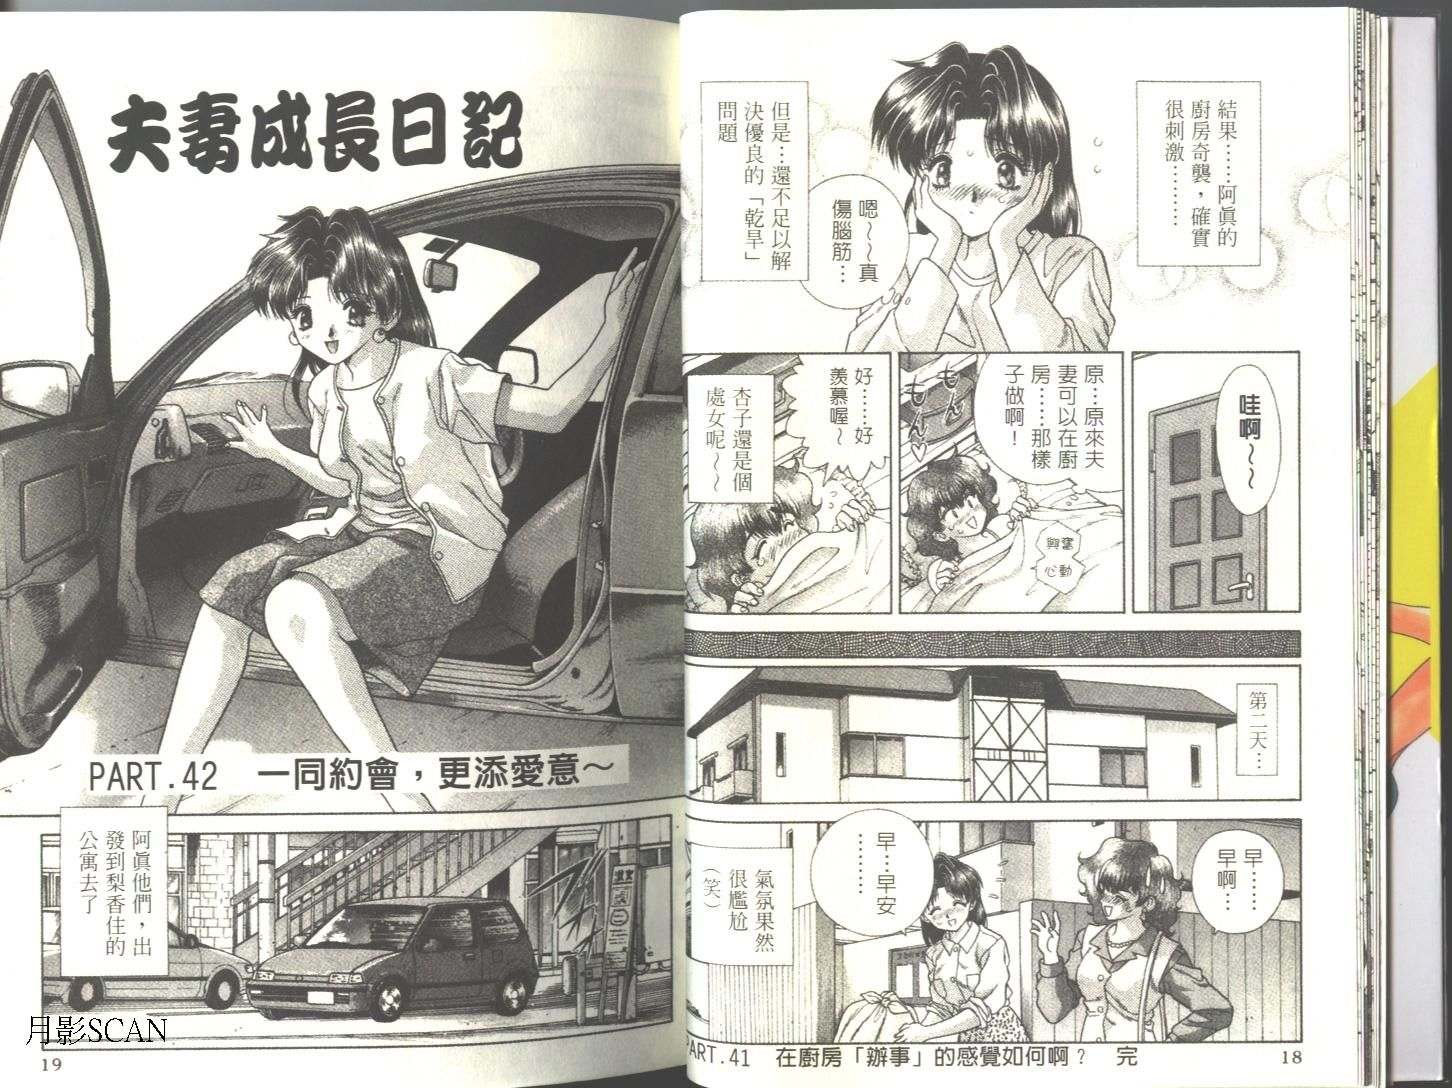 結果……阿眞的
廚房奇襲，確實
很刺激…………
但是…還不足以解
決優良的「乾旱」
問題
嗯～～真
傷腦筋…
哇啊～～
原…原來夫
妻可以在廚
房……那樣
子做啊！
もんもん♡
興奮
心動
好……好
羨慕喔～
杏子還是個
處女呢～～
第二天…
早……
早啊…
早…早安
………
氣氛果然
很尷尬
（笑）
PART.41 在廚房「辦事」的感覺如何啊？ 完
18
夫妻成長日記
PART.42 一同約會，更添愛意～
阿眞他們，出
發到梨香住的
公寓去了
月影SCAN
19